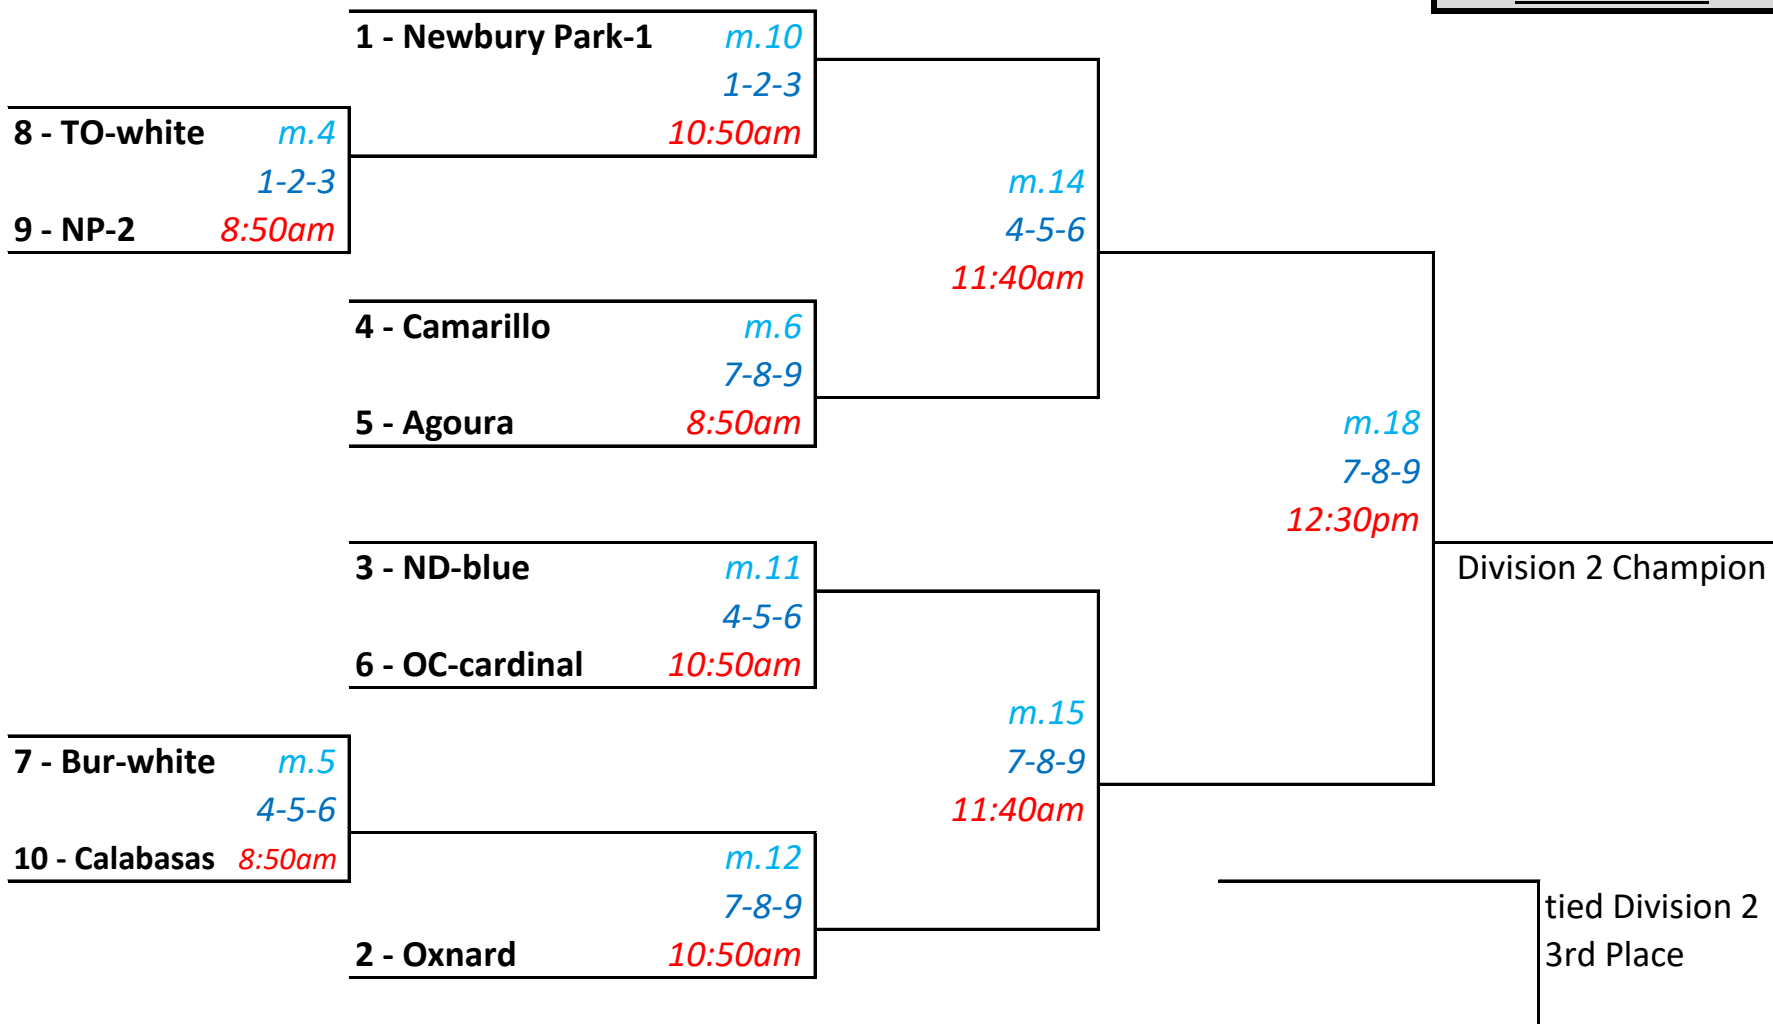 1 - Newbury Park-1 m.10
1-2-3
10:50am
8 - TO-white m.4
1-2-3
9 - NP-2 8:50am
m.14
4-5-6
11:40am
4 - Camarillo m.6
7-8-9
5 - Agoura 8:50am
m.18
7-8-9
12:30pm
3 - ND-blue m.11
4-5-6
6 - OC-cardinal 10:50am
Division 2 Champion
m.15
7-8-9
11:40am
7 - Bur-white m.5
4-5-6
10 - Calabasas 8:50am
m.12
7-8-9
2 - Oxnard 10:50am
tied Division 2
3rd Place